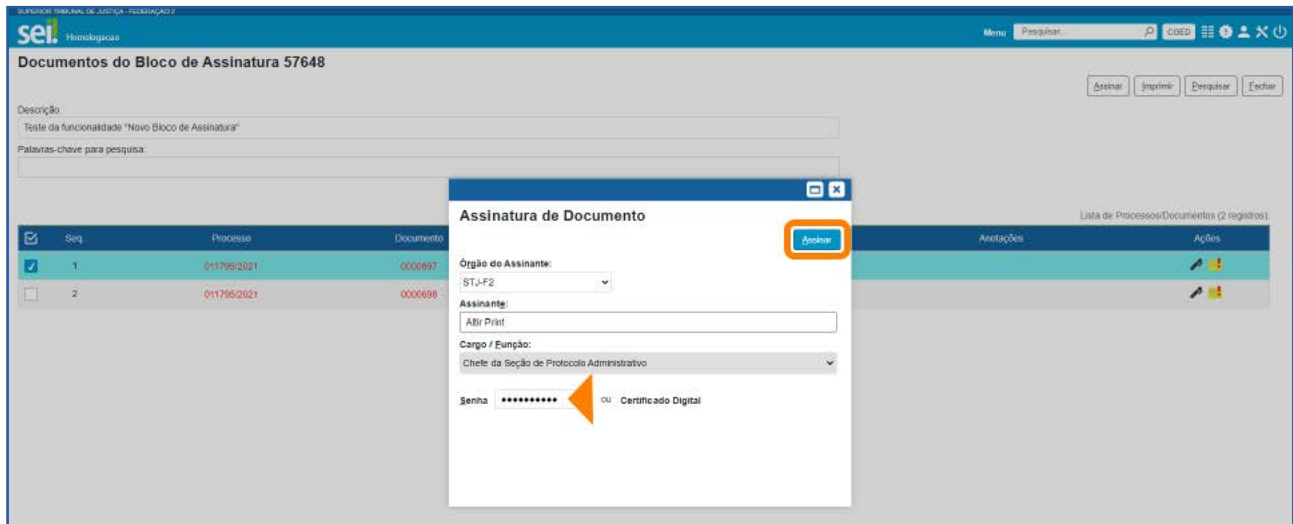 SUPERIOR TRIBUNAL DE JUSTIÇA - FEDERAÇÃO 2
sei. Homologacao
Menu Pesquisar... COED
Documentos do Bloco de Assinatura 57648
Assinar Imprimir Pesquisar Fechar
Descrição:
Teste da funcionalidade "Novo Bloco de Assinatura"
Palavras-chave para pesquisa:
Assinatura de Documento
Lista de Processos/Documentos (2 registros):
Assinar
Seq. Processo Documento Anotações Ações
1 011795/2021 0000697
2 011795/2021 0000698
Órgão do Assinante:
STJ-F2
Assinante:
Altir Print
Cargo / Função:
Chefe da Seção de Protocolo Administrativo
Senha •••••••••• ou Certificado Digital